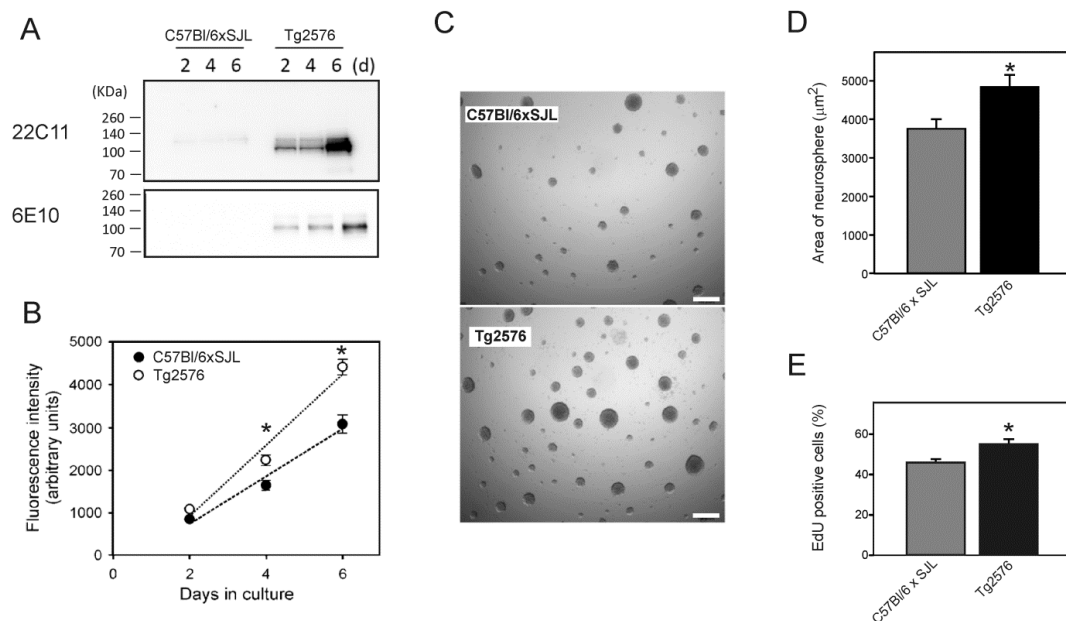 A
C57Bl/6xSJL Tg2576
2 4 6 2 4 6 (d)
(KDa)
22C11
260
140
100
70
6E10
260
140
100
70
B
Fluorescence intensity
(arbitrary units)
5000
4000
3000
2000
1000
0
C57Bl/6xSJL
Tg2576
*
*
0 2 4 6
Days in culture
C
C57Bl/6xSJL
Tg2576
D
Area of neurosphere (µm²)
5000
4000
3000
2000
1000
0
*
C57Bl/6 x SJL
Tg2576
E
EdU positive cells (%)
60
40
20
0
*
C57Bl/6 x SJL
Tg2576